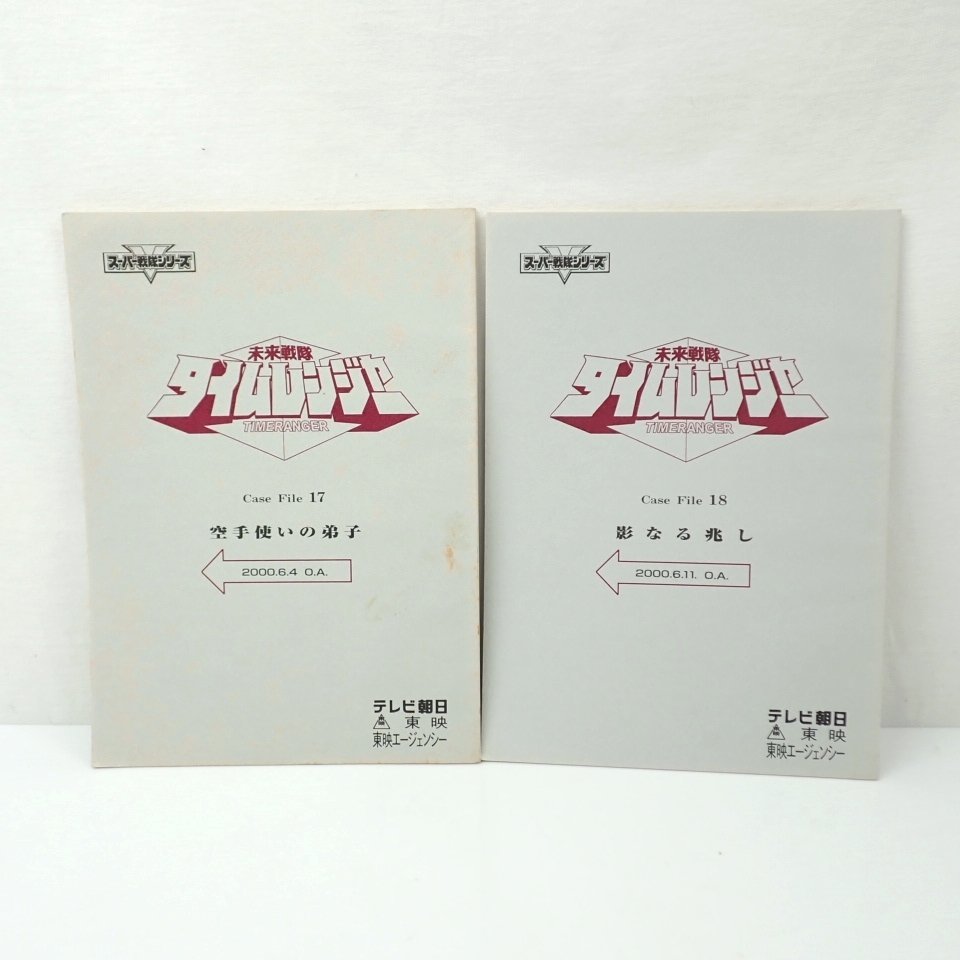 スーパー戦隊シリーズ
未来戦隊
タイムレンジャー
TIMERANGER
Case File 17
空手使いの弟子
2000.6.4 O.A.
テレビ朝日
東映
東映エージェンシー
スーパー戦隊シリーズ
未来戦隊
タイムレンジャー
TIMERANGER
Case File 18
影なる兆し
2000.6.11. O.A.
テレビ朝日
東映
東映エージェンシー